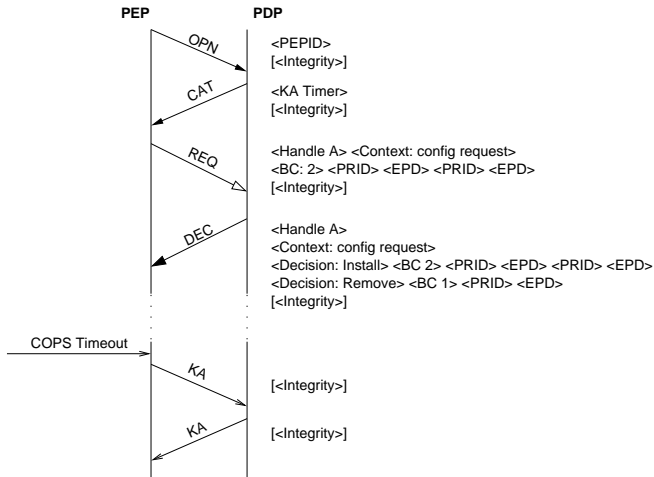 PEP PDP
OPN
<PEPID>
[<Integrity>]
CAT
<KA Timer>
[<Integrity>]
REQ
<Handle A> <Context: config request>
<BC: 2> <PRID> <EPD> <PRID> <EPD>
[<Integrity>]
DEC
<Handle A>
<Context: config request>
<Decision: Install> <BC 2> <PRID> <EPD> <PRID> <EPD>
<Decision: Remove> <BC 1> <PRID> <EPD>
[<Integrity>]
COPS Timeout
KA
[<Integrity>]
KA
[<Integrity>]